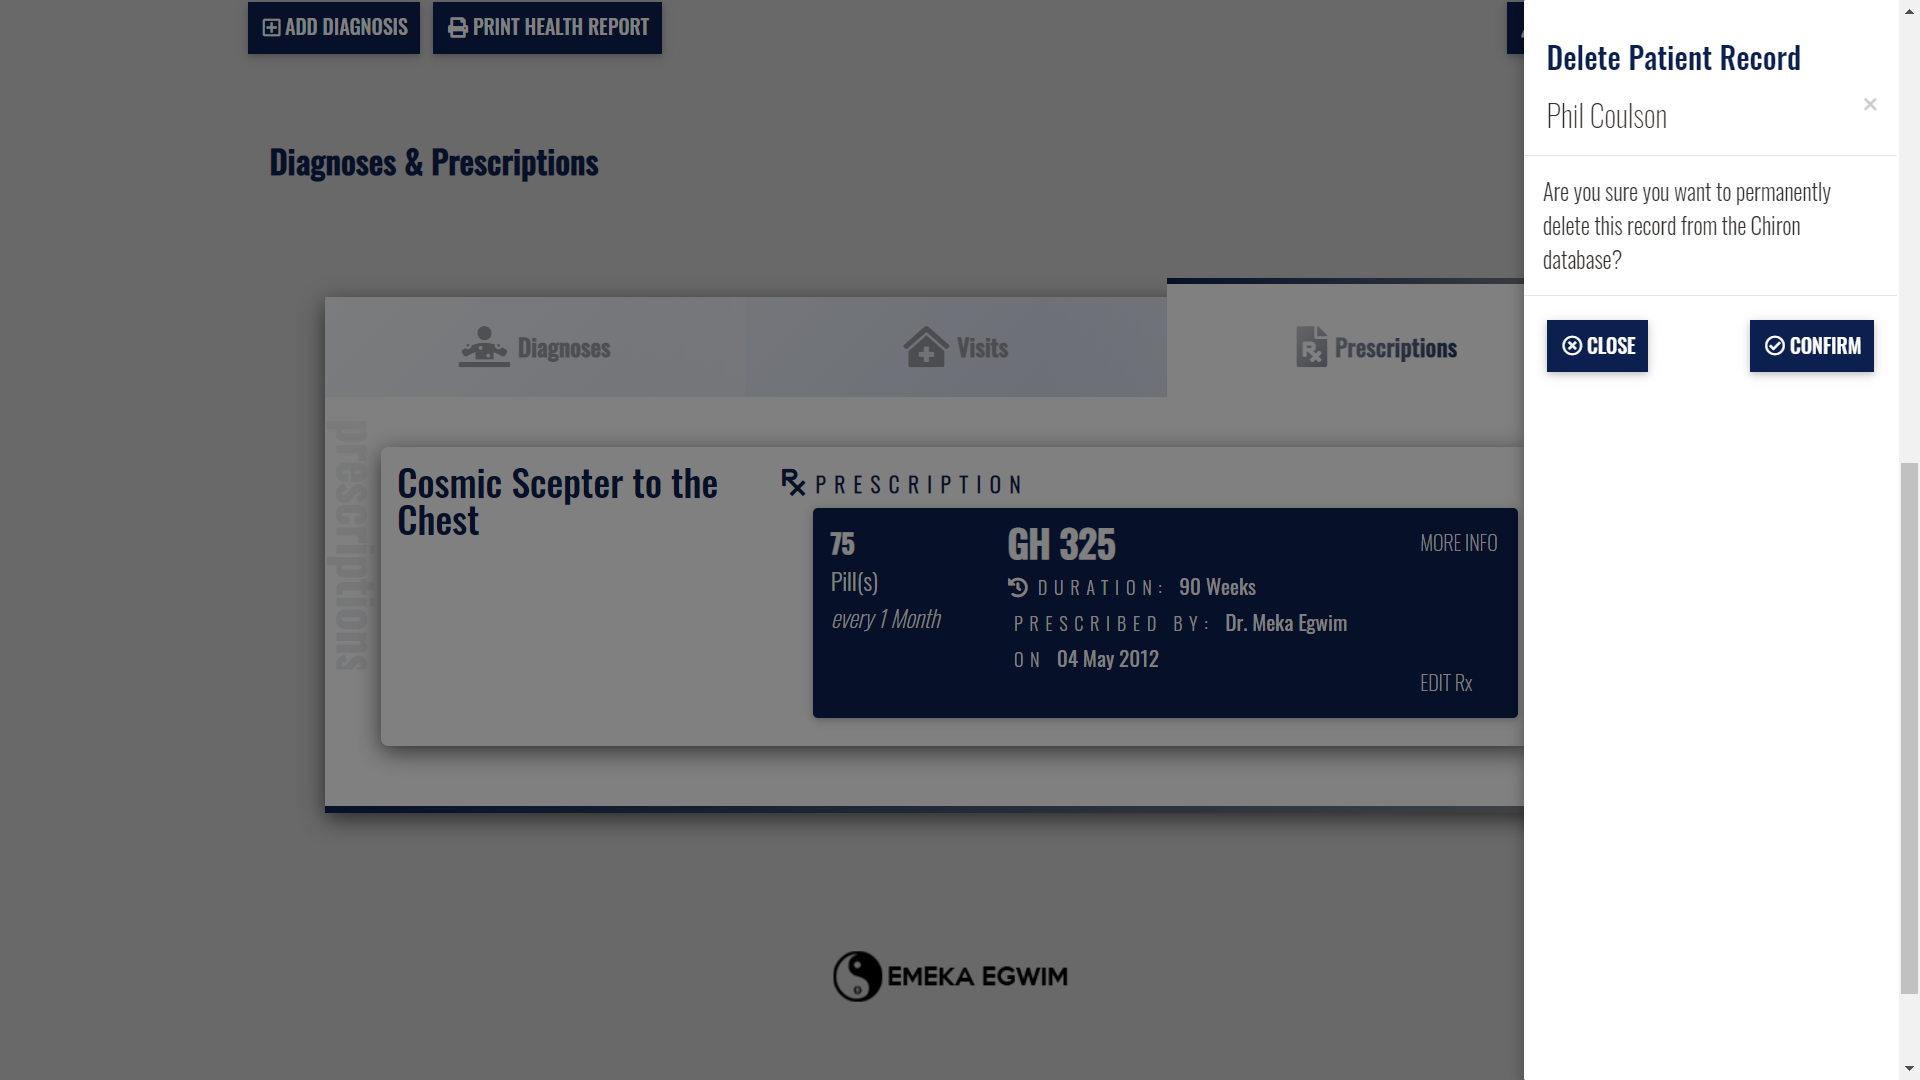 ADD DIAGNOSIS
PRINT HEALTH REPORT
Diagnoses & Prescriptions
Diagnoses
Visits
Prescriptions
prescriptions
Cosmic Scepter to the
Chest
PRESCRIPTION
75
Pill(s)
every 1 Month
GH 325
DURATION: 90 Weeks
PRESCRIBED BY: Dr. Meka Egwim
ON 04 May 2012
MORE INFO
EDIT Rx
EMEKA EGWIM
Delete Patient Record
Phil Coulson
×
Are you sure you want to permanently
delete this record from the Chiron
database?
CLOSE
CONFIRM